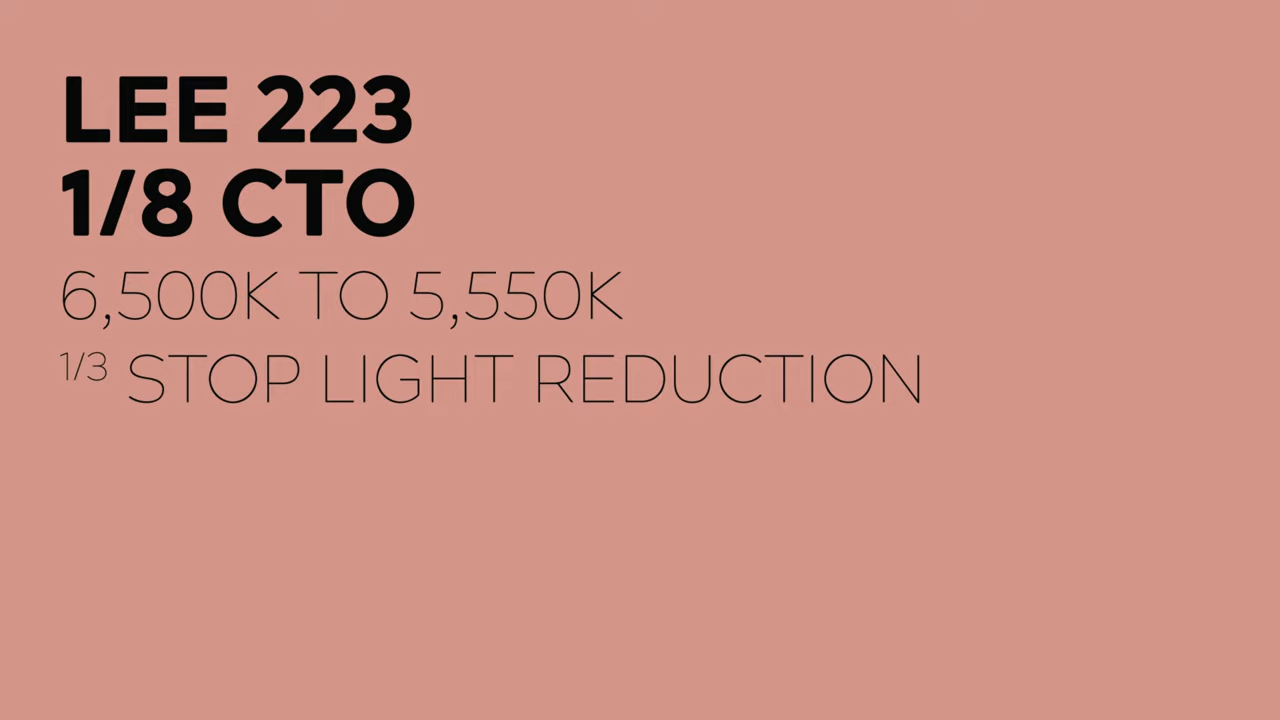 LEE 223
1/8 CTO
6,500K TO 5,550K
1/3 STOP LIGHT REDUCTION